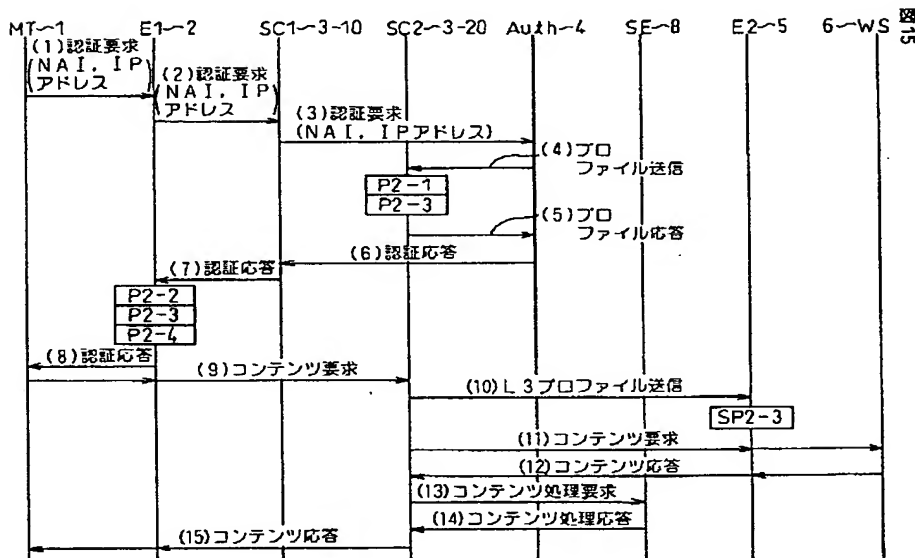 図15
MT~1 E1~2 SC1~3-10 SC2~3-20 Auth~4 SE~8 E2~5 6~WS
(1)認証要求
(NAI, IP
アドレス)
(2)認証要求
(NAI, IP
アドレス)
(3)認証要求
(NAI, IPアドレス)
(4)プロ
ファイル送信
P2-1
P2-3
(5)プロ
ファイル応答
(6)認証応答
(7)認証応答
P2-2
P2-3
P2-4
(8)認証応答
(9)コンテンツ要求
(10)L3プロファイル送信
SP2-3
(11)コンテンツ要求
(12)コンテンツ応答
(13)コンテンツ処理要求
(14)コンテンツ処理応答
(15)コンテンツ応答